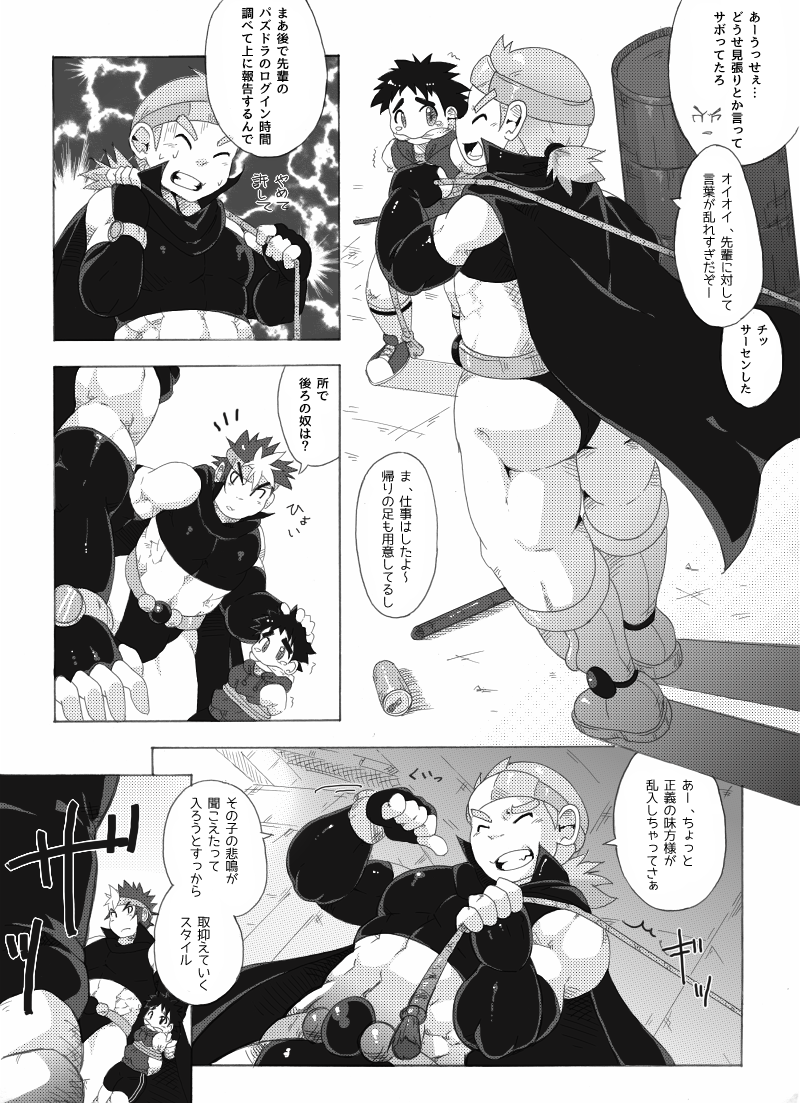 あーうっせぇ…
どうせ見張りとか言って
サボってたろ
オイオイ、先輩に対して
言葉が乱れすぎだぞー
チッ
サーセンした
まあ後で先輩の
パズドラのログイン時間
調べて上に報告するんで
やめて
許して
ま、仕事はしたよ～
帰りの足も用意してるし
所で
後ろの奴は？
ひょい
あー、ちょっと
正義の味方様が
乱入しちゃってさぁ
ぐいっ
ギッ
その子の悲鳴が
聞こえたって
入ろうとすっから
取抑えていく
スタイル
ギギッ